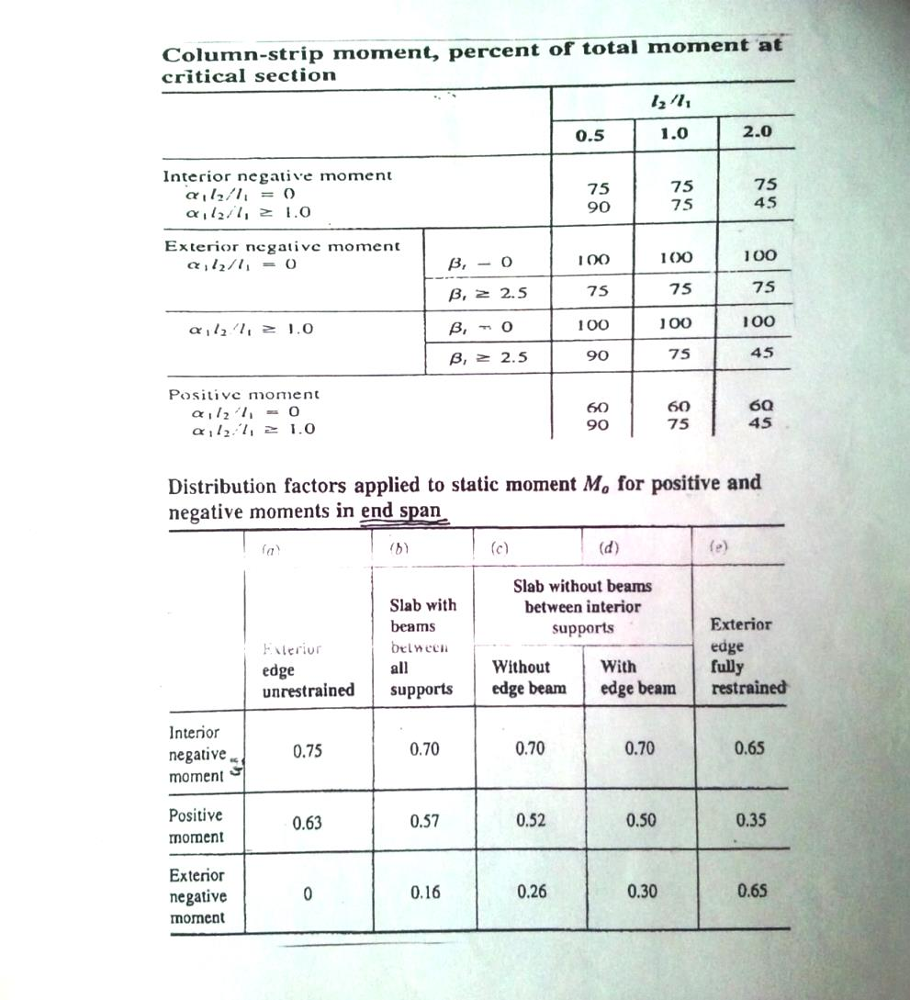 Column-strip moment, percent of total moment at
critical section
l₂/l₁
0.5 1.0 2.0
Interior negative moment
α₁l₂/l₁ = 0 75 75 75
α₁l₂/l₁ ≥ 1.0 90 75 45
Exterior negative moment
α₁l₂/l₁ = 0 βₜ = 0 100 100 100
βₜ ≥ 2.5 75 75 75
α₁l₂/l₁ ≥ 1.0 βₜ = 0 100 100 100
βₜ ≥ 2.5 90 75 45
Positive moment
α₁l₂/l₁ = 0 60 60 60
α₁l₂/l₁ ≥ 1.0 90 75 45
Distribution factors applied to static moment Mₒ for positive and
negative moments in end span
(a) (b) (c) (d) (e)
Exterior
edge
unrestrained
Slab with
beams
between
all
supports
Slab without beams
between interior
supports
Without
edge beam
With
edge beam
Exterior
edge
fully
restrained
Interior
negative
moment
0.75 0.70 0.70 0.70 0.65
Positive
moment
0.63 0.57 0.52 0.50 0.35
Exterior
negative
moment
0 0.16 0.26 0.30 0.65